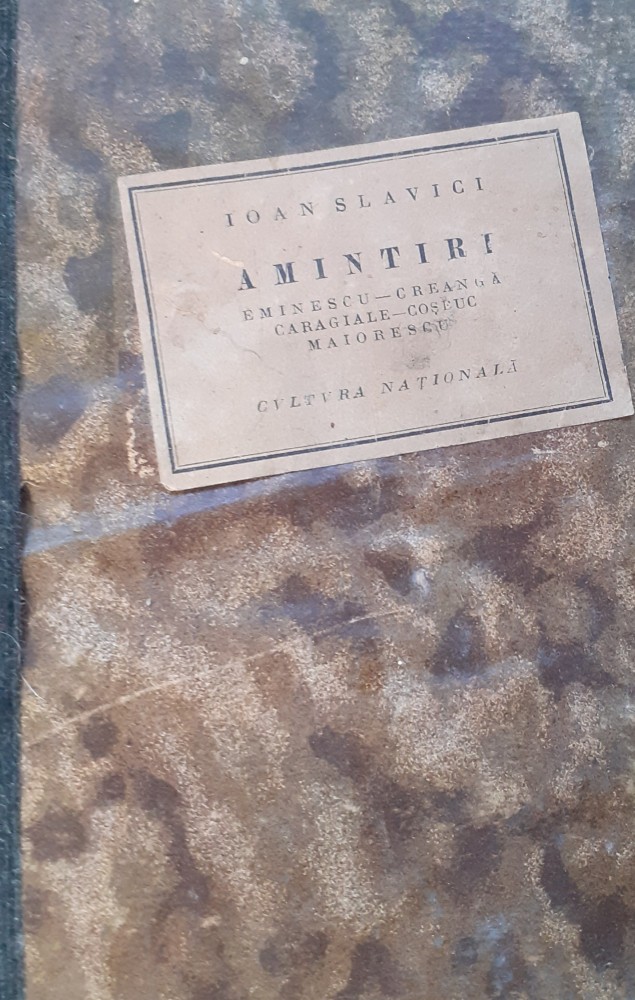 IOAN SLAVICI
AMINTIRI
EMINESCU—CREANGĂ
CARAGIALE—COȘBUC
MAIORESCU
CVLTVRA NAȚIONALĂ